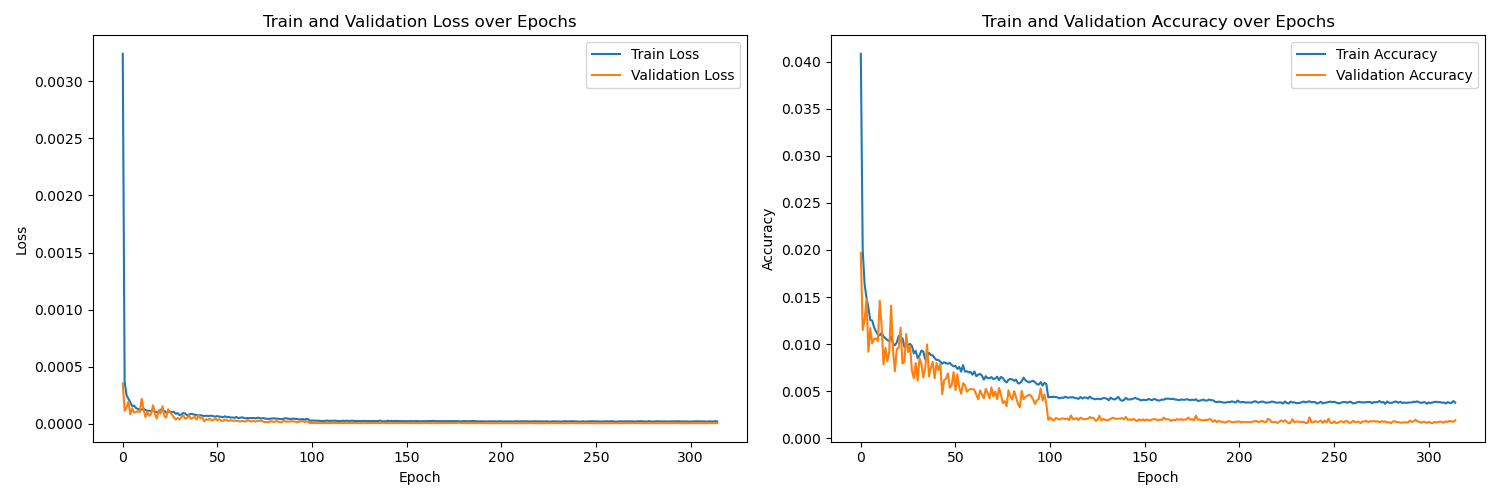 Train and Validation Loss over Epochs
Train Loss
Validation Loss
0.0030
0.0025
0.0020
0.0015
0.0010
0.0005
0.0000
Loss
0 50 100 150 200 250 300
Epoch
Train and Validation Accuracy over Epochs
Train Accuracy
Validation Accuracy
0.040
0.035
0.030
0.025
0.020
0.015
0.010
0.005
0.000
Accuracy
0 50 100 150 200 250 300
Epoch